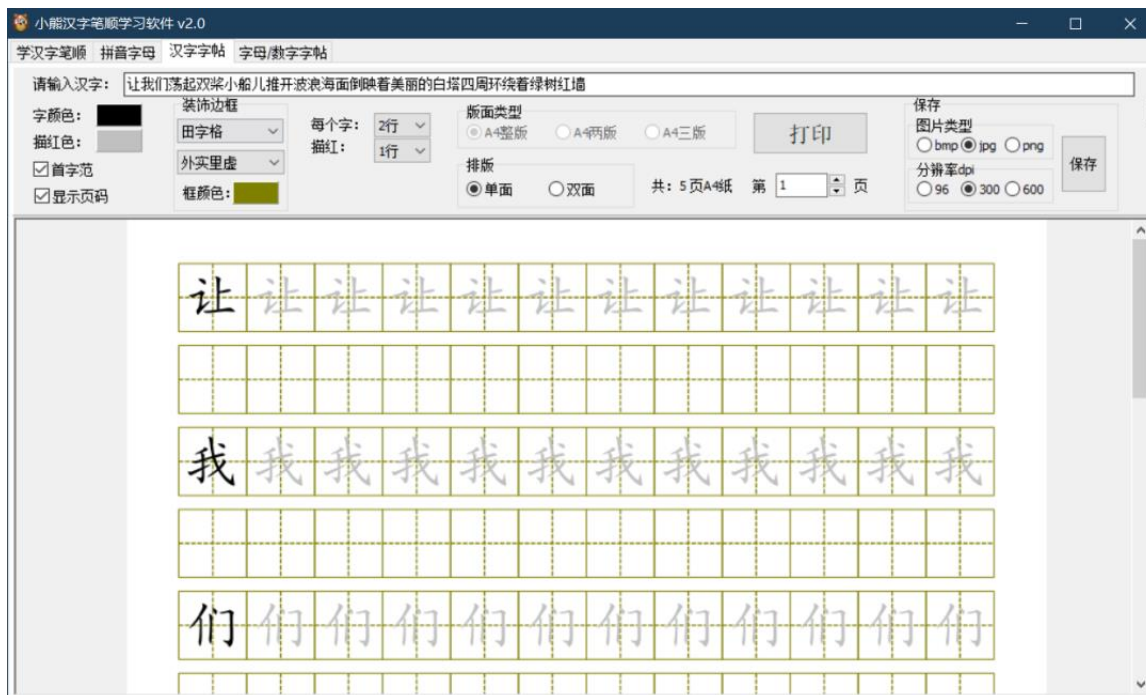 小熊汉字笔顺学习软件 v2.0
学汉字笔顺 拼音字母 汉字字帖 字母/数字字帖
请输入汉字： 让我们荡起双桨小船儿推开波浪海面倒映着美丽的白塔四周环绕着绿树红墙
字颜色：
描红色：
首字范
显示页码
装饰边框
田字格
外实里虚
框颜色：
每个字： 2行
描红： 1行
版面类型
A4整版 A4两版 A4三版
排版
单面 双面
打印
共：5页A4纸 第 1 页
保存
图片类型
bmp jpg png
分辨率dpi
96 300 600
保存
让 让 让 让 让 让 让 让 让 让 让 让
我 我 我 我 我 我 我 我 我 我 我 我
们 们 们 们 们 们 们 们 们 们 们 们